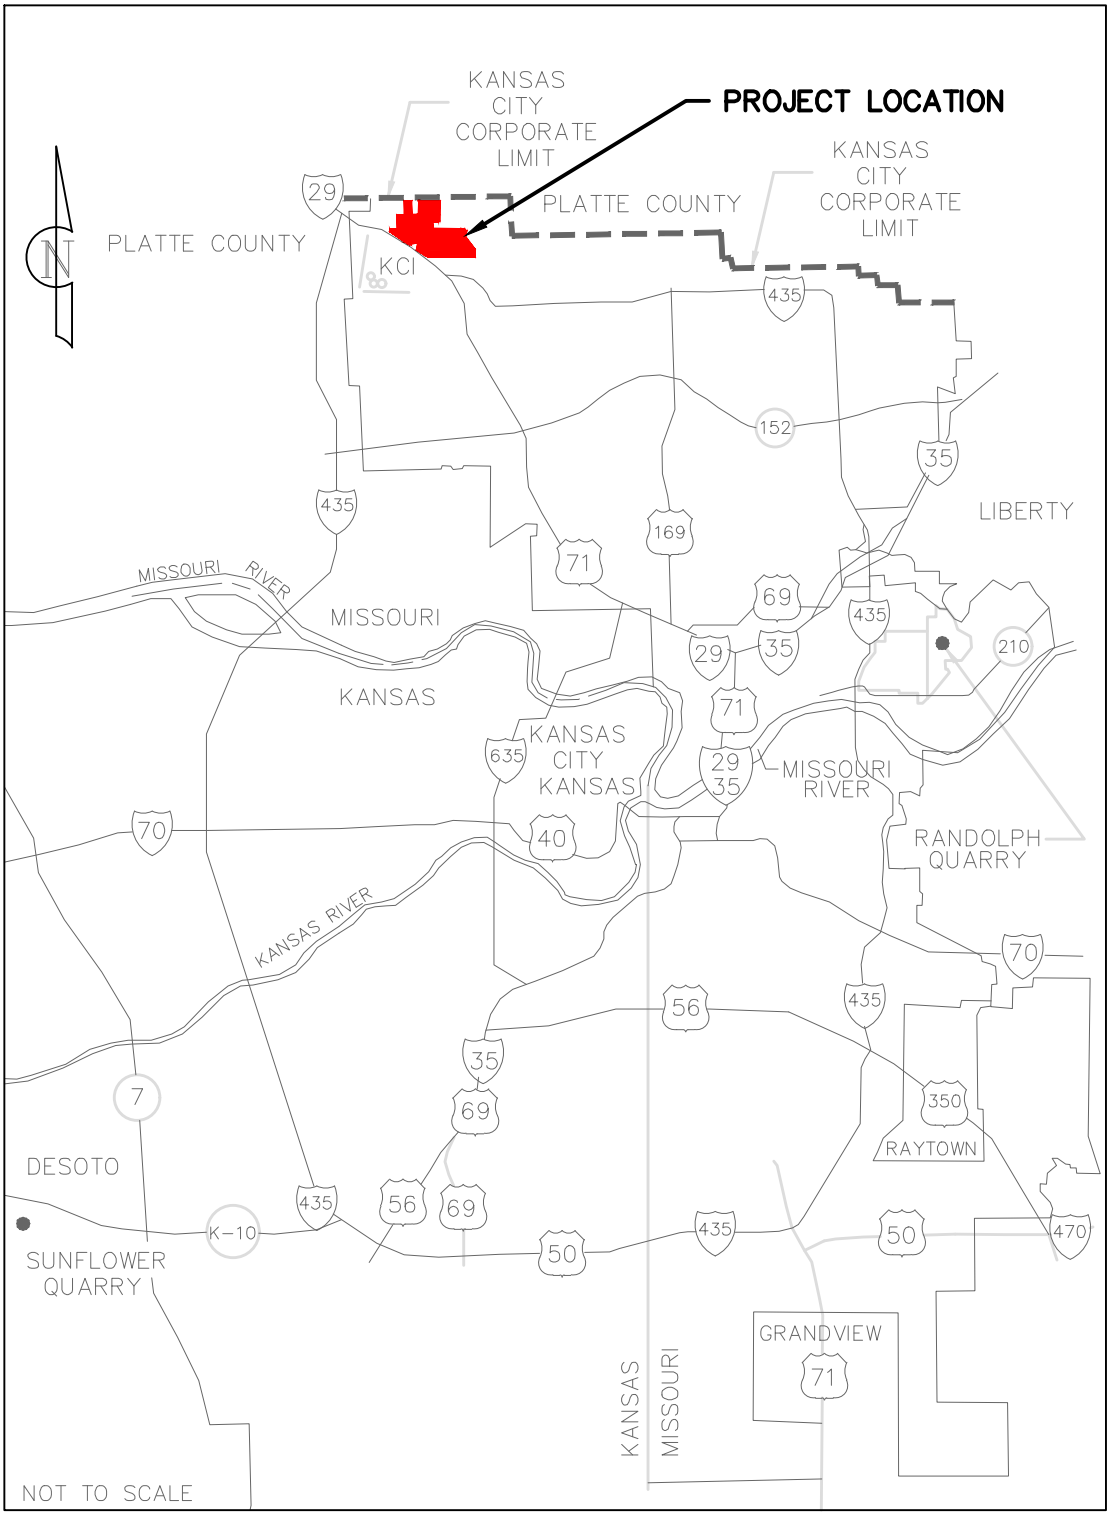 KANSAS
CITY
CORPORATE
LIMIT
PROJECT LOCATION
KANSAS
CITY
CORPORATE
LIMIT
29
PLATTE COUNTY
PLATTE COUNTY
N
KCI
435
152
35
435
LIBERTY
169
71
MISSOURI RIVER
69
MISSOURI
435
210
29
35
KANSAS
71
KANSAS
CITY
KANSAS
635
29
35
MISSOURI
RIVER
70
40
RANDOLPH
QUARRY
KANSAS RIVER
70
56
435
35
7
69
350
RAYTOWN
DESOTO
435
56
69
K-10
50
435
50
470
SUNFLOWER
QUARRY
GRANDVIEW
71
KANSAS
MISSOURI
NOT TO SCALE